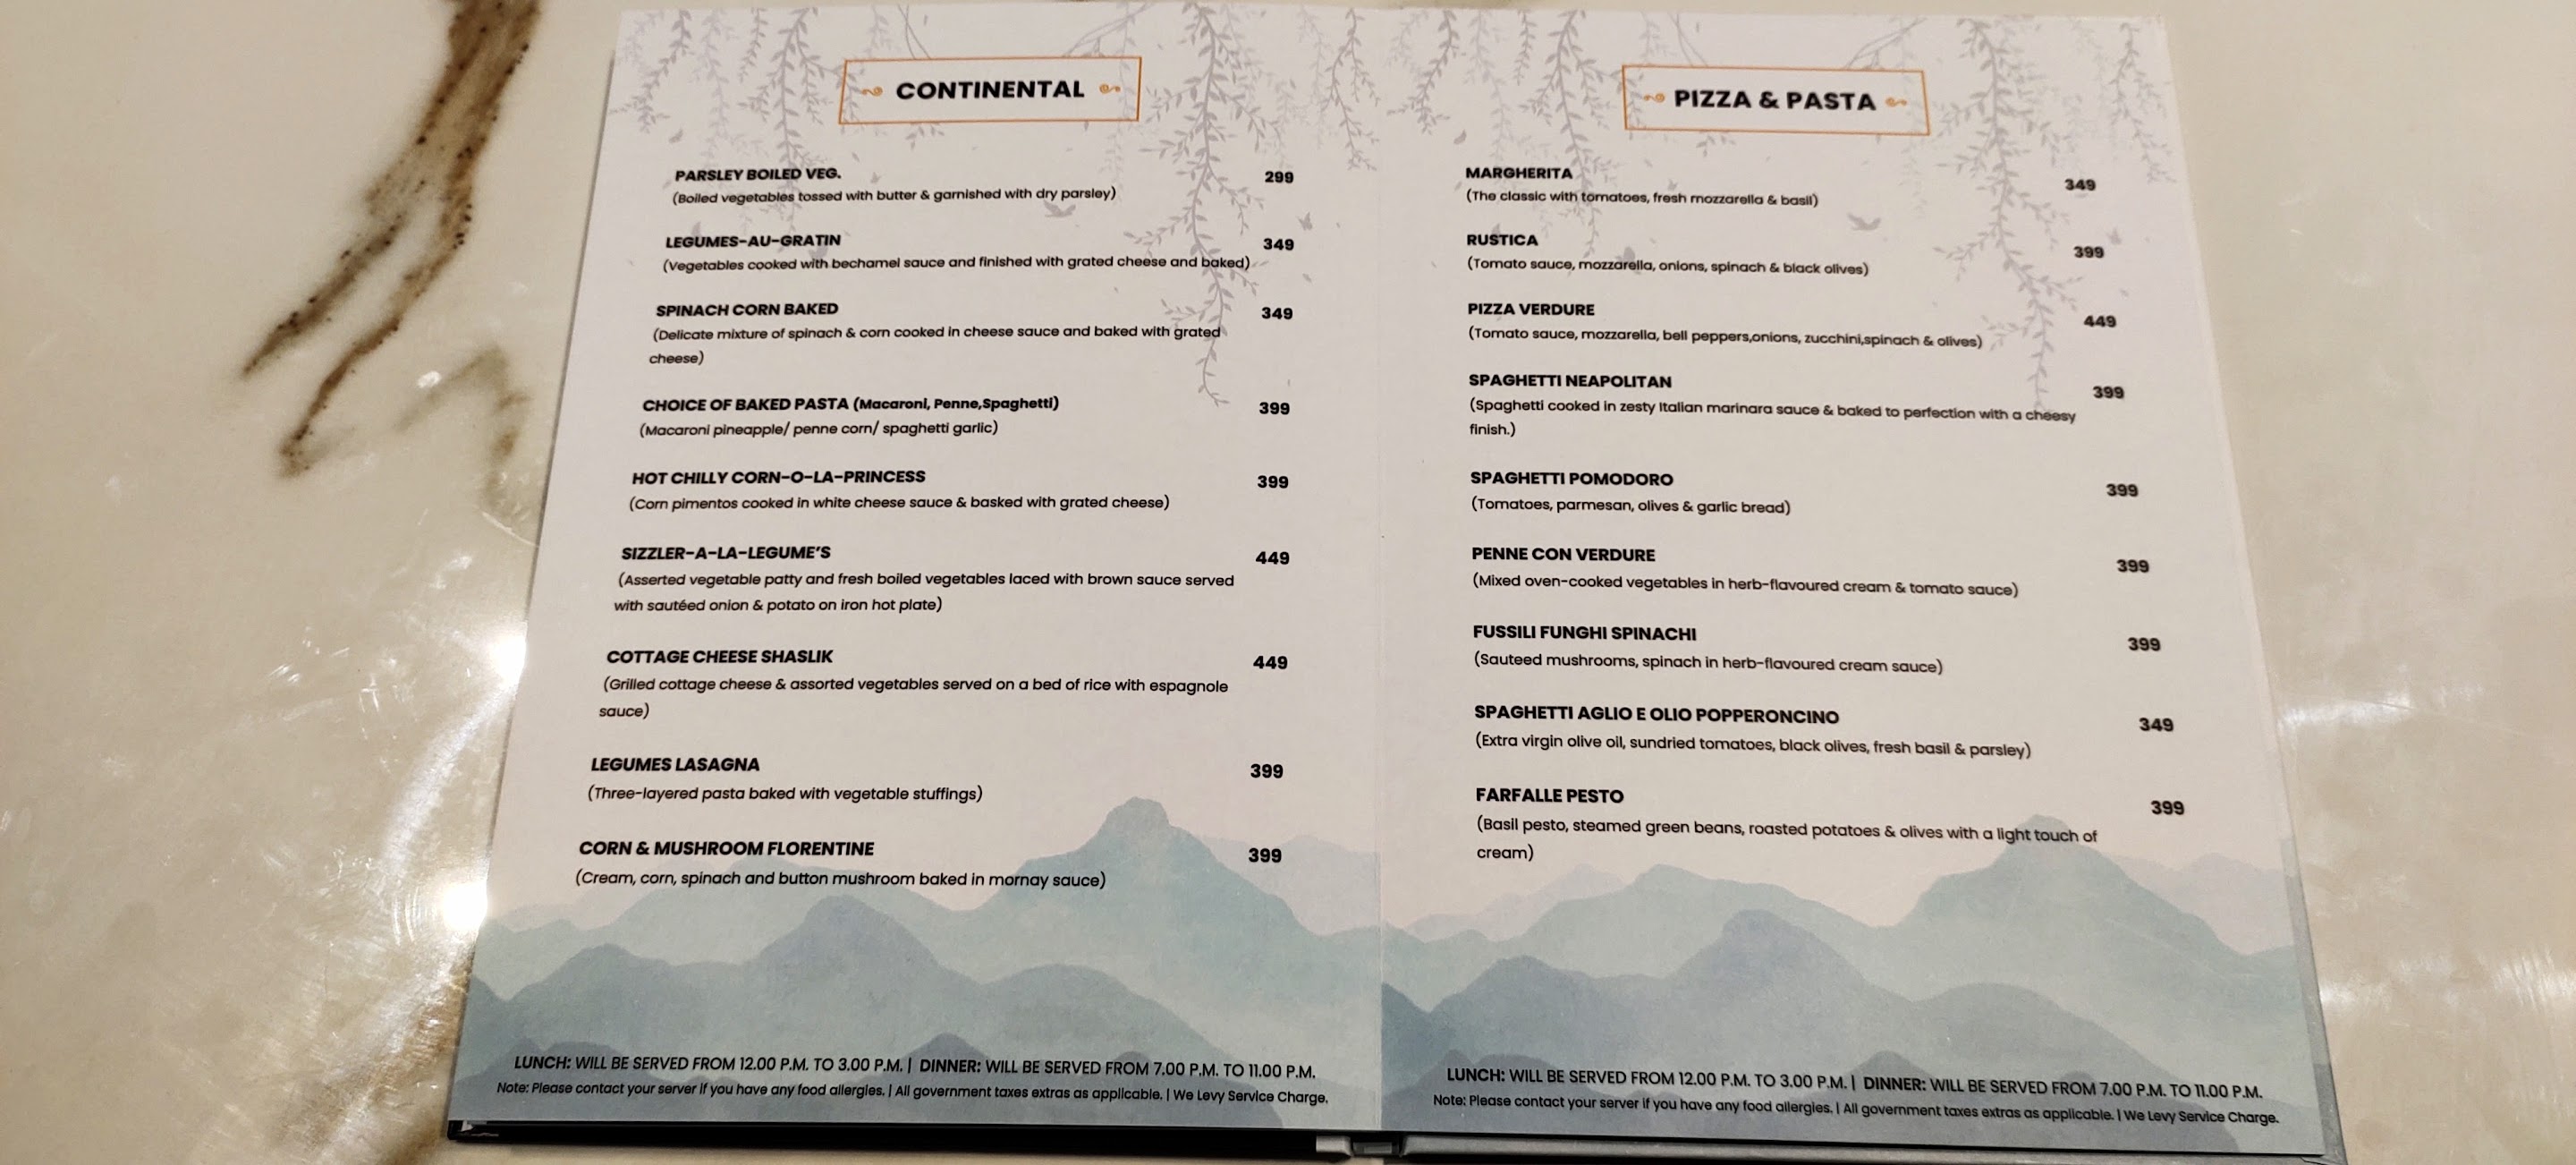 CONTINENTAL
PARSLEY BOILED VEG. 299
(Boiled vegetables tossed with butter & garnished with dry parsley)
LEGUMES-AU-GRATIN 349
(Vegetables cooked with bechamel sauce and finished with grated cheese and baked)
SPINACH CORN BAKED 349
(Delicate mixture of spinach & corn cooked in cheese sauce and baked with grated
cheese)
CHOICE OF BAKED PASTA (Macaroni, Penne,Spaghetti) 399
(Macaroni pineapple/ penne corn/ spaghetti garlic)
HOT CHILLY CORN-O-LA-PRINCESS 399
(Corn pimentos cooked in white cheese sauce & basked with grated cheese)
SIZZLER-A-LA-LEGUME'S 449
(Asserted vegetable patty and fresh boiled vegetables laced with brown sauce served
with sautéed onion & potato on iron hot plate)
COTTAGE CHEESE SHASLIK 449
(Grilled cottage cheese & assorted vegetables served on a bed of rice with espagnole
sauce)
LEGUMES LASAGNA 399
(Three-layered pasta baked with vegetable stuffings)
CORN & MUSHROOM FLORENTINE 399
(Cream, corn, spinach and button mushroom baked in mornay sauce)
LUNCH: WILL BE SERVED FROM 12.00 P.M. TO 3.00 P.M. | DINNER: WILL BE SERVED FROM 7.00 P.M. TO 11.00 P.M.
Note: Please contact your server if you have any food allergies. | All government taxes extras as applicable. | We Levy Service Charge.
PIZZA & PASTA
MARGHERITA 349
(The classic with tomatoes, fresh mozzarella & basil)
RUSTICA 399
(Tomato sauce, mozzarella, onions, spinach & black olives)
PIZZA VERDURE 449
(Tomato sauce, mozzarella, bell peppers,onions, zucchini,spinach & olives)
SPAGHETTI NEAPOLITAN 399
(Spaghetti cooked in zesty Italian marinara sauce & baked to perfection with a cheesy
finish.)
SPAGHETTI POMODORO 399
(Tomatoes, parmesan, olives & garlic bread)
PENNE CON VERDURE 399
(Mixed oven-cooked vegetables in herb-flavoured cream & tomato sauce)
FUSSILI FUNGHI SPINACHI 399
(Sauteed mushrooms, spinach in herb-flavoured cream sauce)
SPAGHETTI AGLIO E OLIO POPPERONCINO 349
(Extra virgin olive oil, sundried tomatoes, black olives, fresh basil & parsley)
FARFALLE PESTO 399
(Basil pesto, steamed green beans, roasted potatoes & olives with a light touch of
cream)
LUNCH: WILL BE SERVED FROM 12.00 P.M. TO 3.00 P.M. | DINNER: WILL BE SERVED FROM 7.00 P.M. TO 11.00 P.M.
Note: Please contact your server if you have any food allergies. | All government taxes extras as applicable. | We Levy Service Charge.